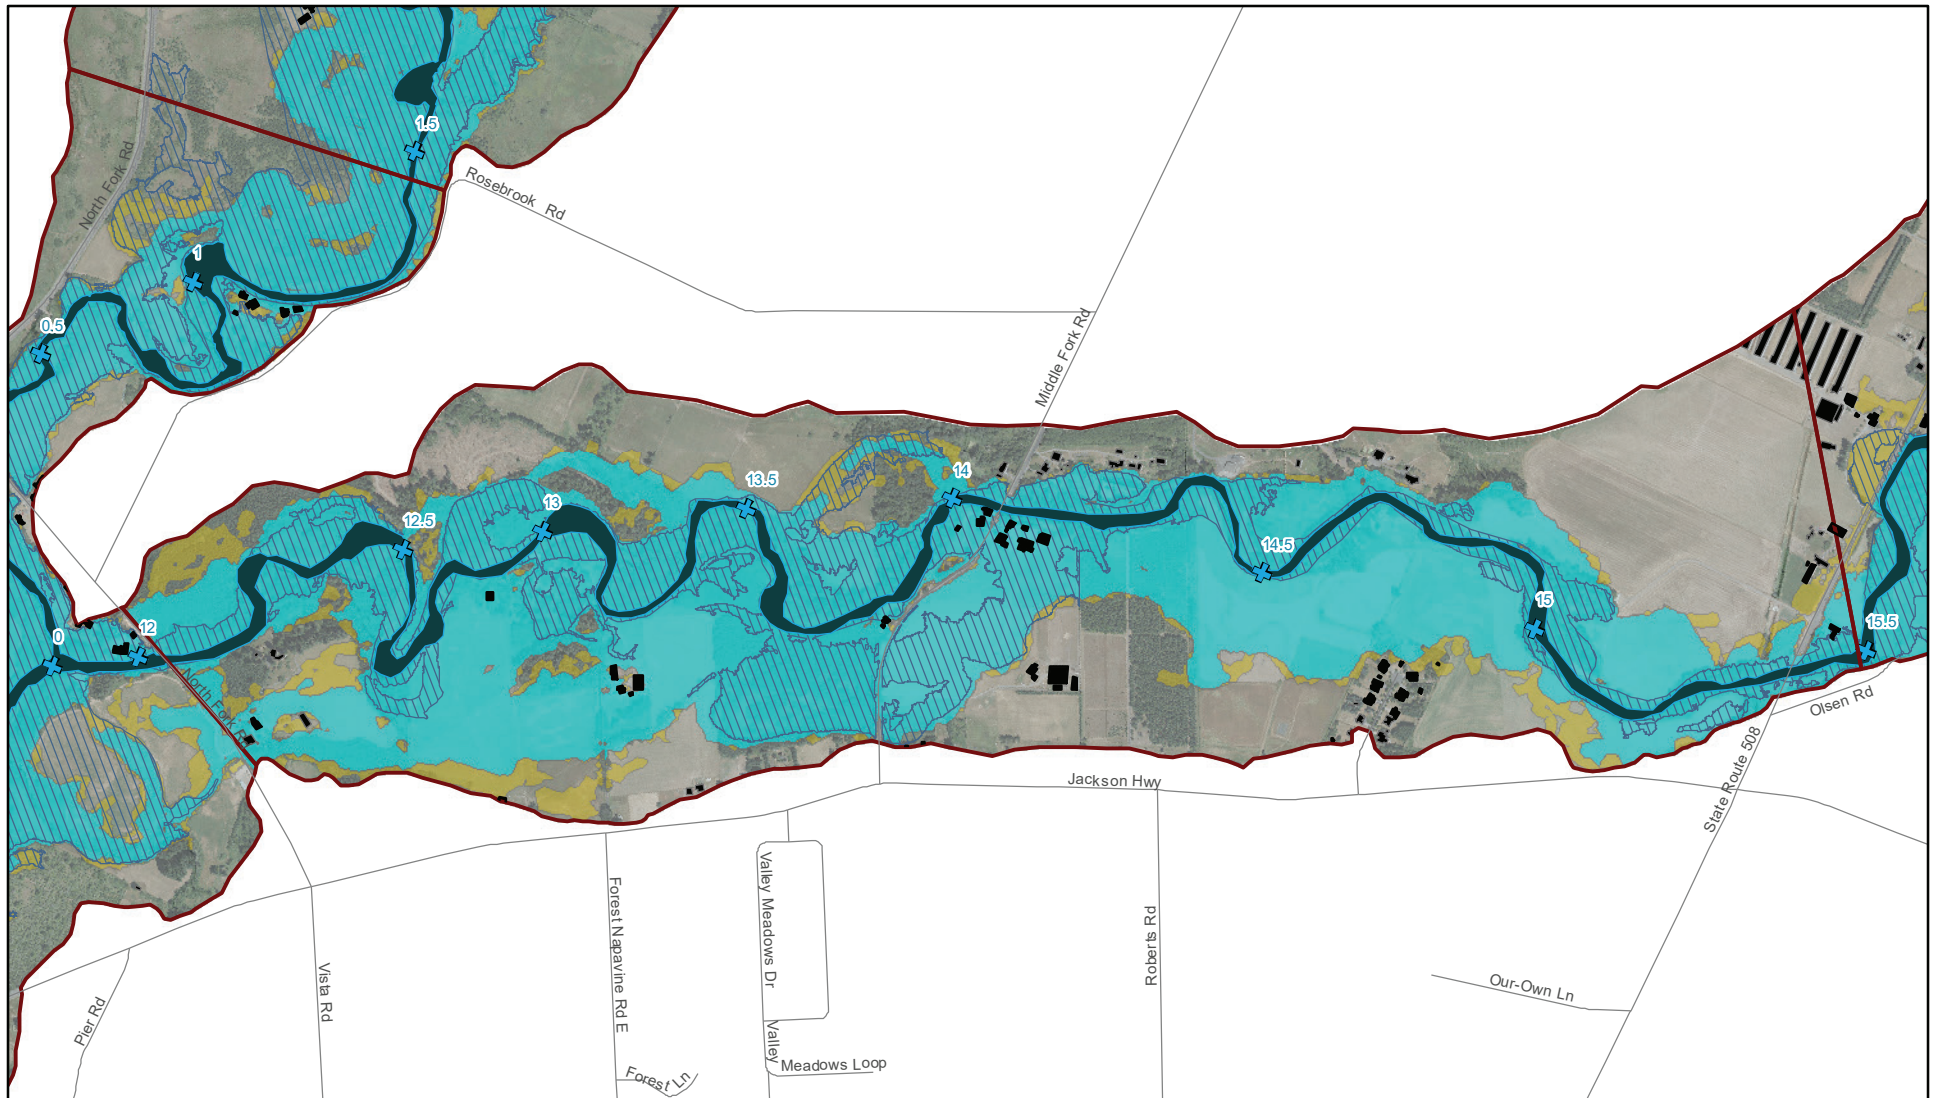 1.5
North Fork Rd
Rosebrook Rd
1
0.5
Middle Fork Rd
14
13.5
13
12.5
14.5
15
15.5
12
0
North Fork
Olsen Rd
State Route 508
Jackson Hwy
Valley Meadows Dr
Forest Napavine Rd E
Roberts Rd
Vista Rd
Our-Own Ln
Pier Rd
Valley
Meadows Loop
Forest Ln